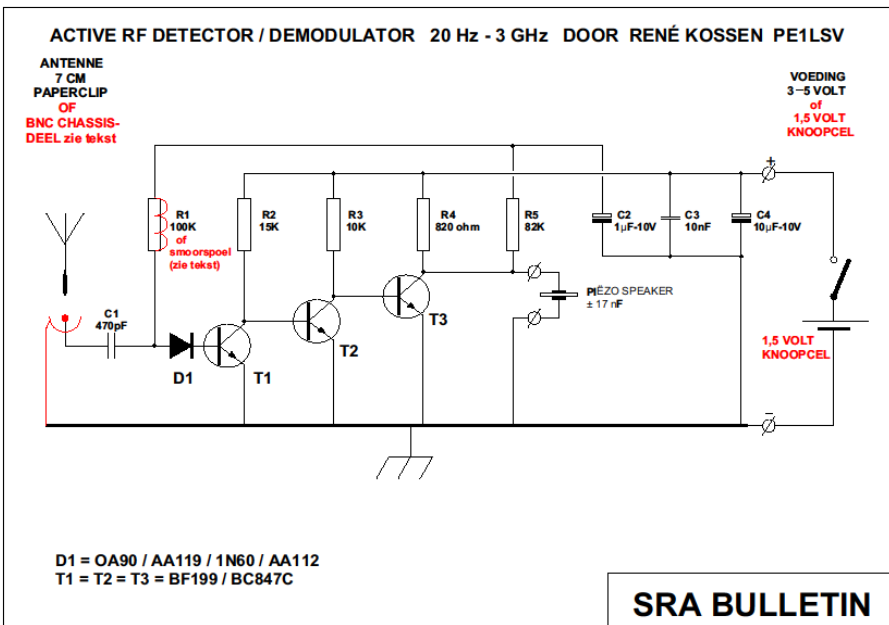 ACTIVE RF DETECTOR / DEMODULATOR 20 Hz - 3 GHz DOOR RENÉ KOSSEN PE1LSV
ANTENNE
7 CM
PAPERCLIP
OF
BNC CHASSIS-
DEEL zie tekst
VOEDING
3–5 VOLT
of
1,5 VOLT
KNOOPCEL
+
R1
100K
of
smoorspoel
(zie tekst)
R2
15K
R3
10K
R4
820 ohm
R5
82K
C2
1µF-10V
C3
10nF
C4
10µF-10V
C1
470pF
PIËZO SPEAKER
± 17 nF
D1
T1
T2
T3
1,5 VOLT
KNOOPCEL
–
D1 = OA90 / AA119 / 1N60 / AA112
T1 = T2 = T3 = BF199 / BC847C
SRA BULLETIN